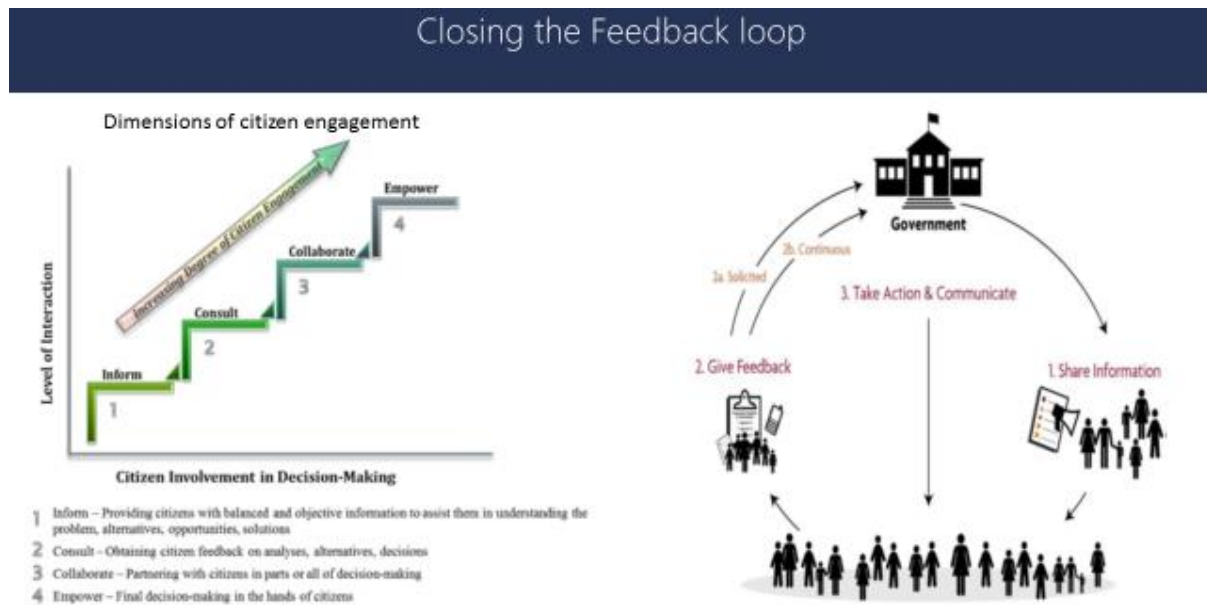 Closing the Feedback loop
Dimensions of citizen engagement
Increasing Degree of Citizen Engagement
Level of Interaction
Empower
4
Collaborate
3
Consult
2
Inform
1
Citizen Involvement in Decision-Making
1 Inform – Providing citizens with balanced and objective information to assist them in understanding the
problem, alternatives, opportunities, solutions
2 Consult – Obtaining citizen feedback on analyses, alternatives, decisions
3 Collaborate – Partnering with citizens in parts or all of decision-making
4 Empower – Final decision-making in the hands of citizens
Government
2b. Continuous
2a. Solicited
3. Take Action & Communicate
2. Give Feedback
1. Share Information